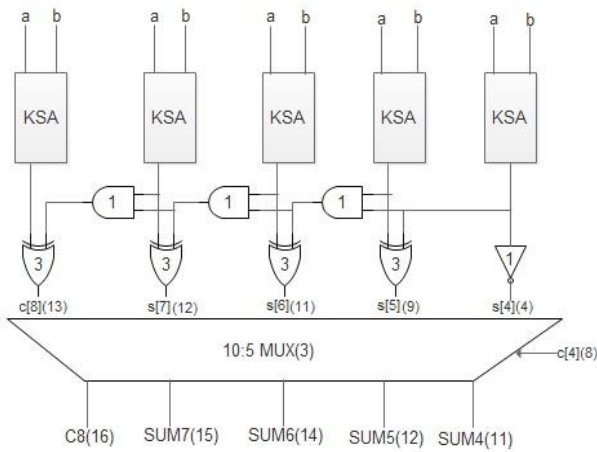 a b a b a b a b a b
KSA KSA KSA KSA KSA
1 1 1
3 3 3 3 1
c[8](13) s[7](12) s[6](11) s[5](9) s[4](4)
10:5 MUX(3)
c[4](8)
C8(16) SUM7(15) SUM6(14) SUM5(12) SUM4(11)